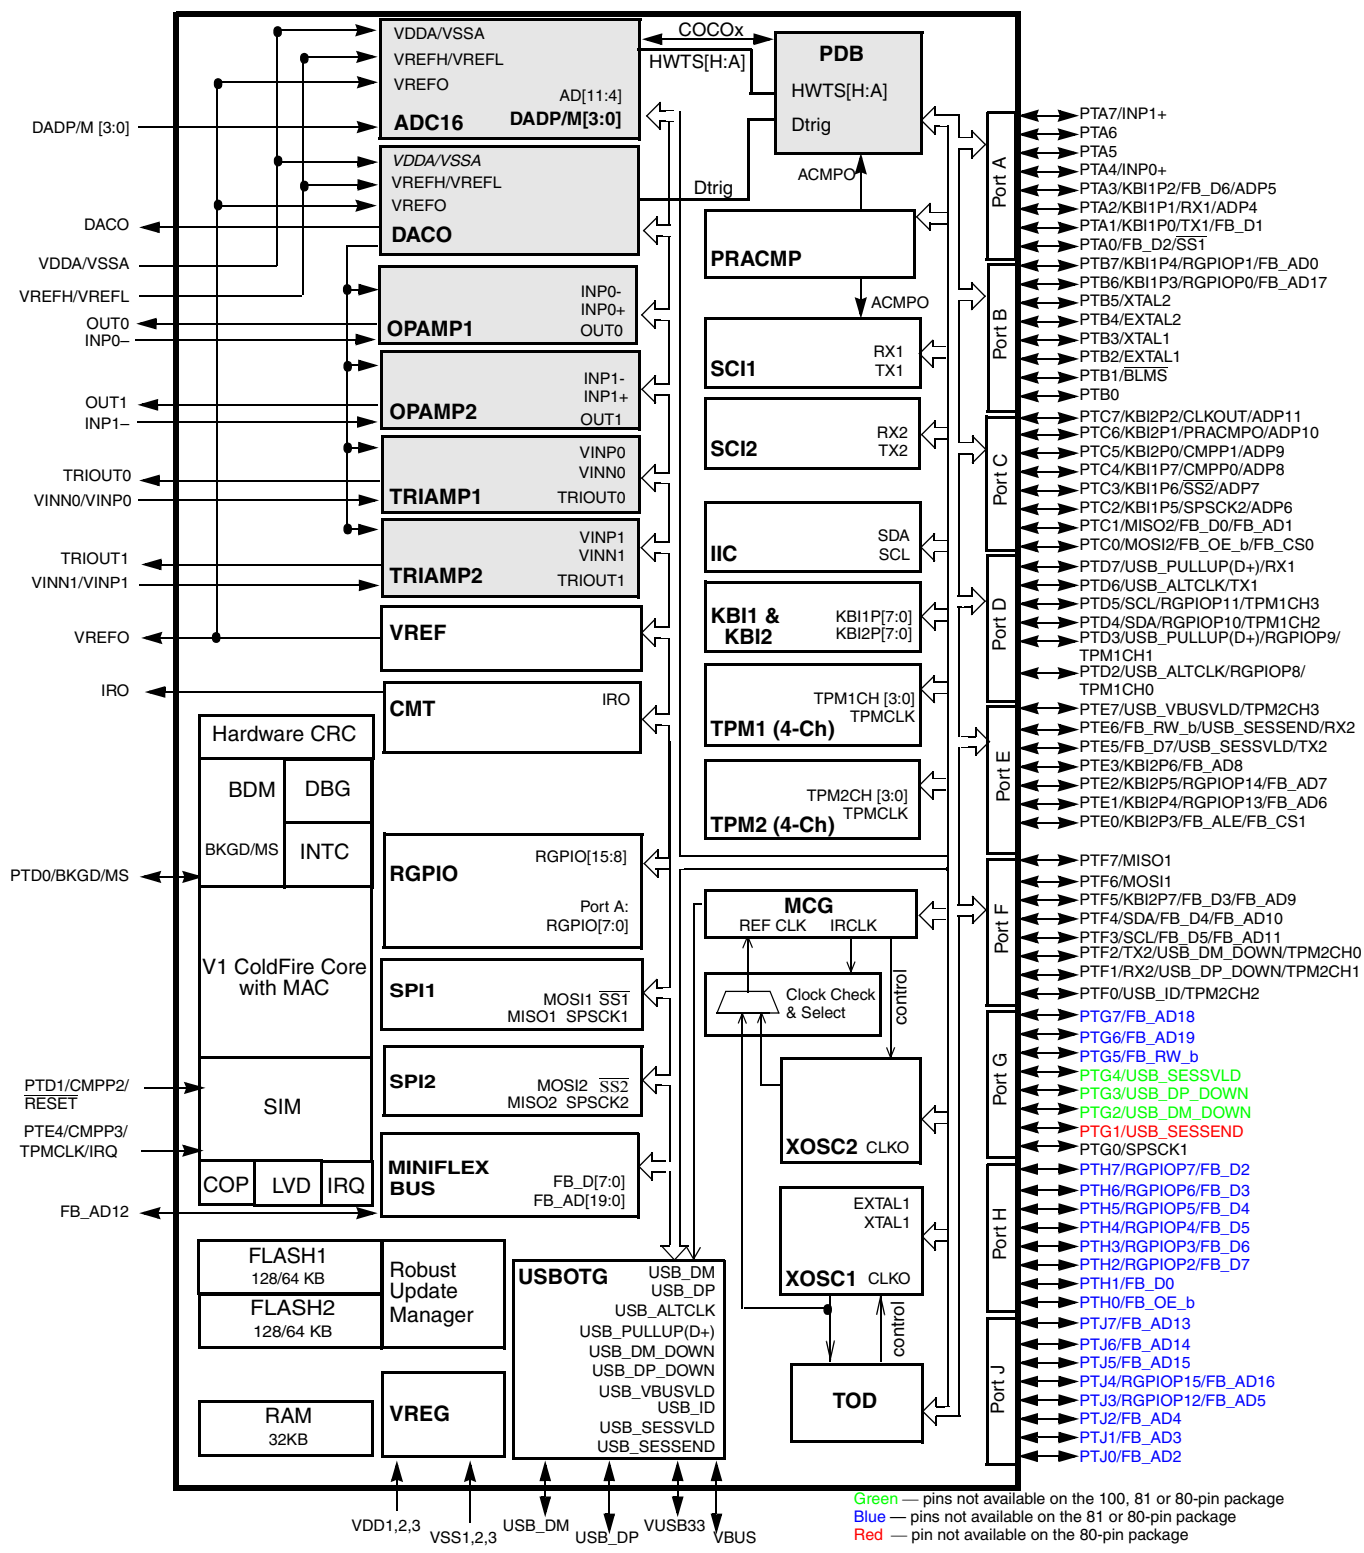 VDDA/VSSA
VREFH/VREFL
VREFO
AD[11:4]
ADC16
DADP/M[3:0]
COCOx
HWTS[H:A]
PDB
HWTS[H:A]
Dtrig
DADP/M [3:0]
VDDA/VSSA
VREFH/VREFL
VREFO
DACO
Dtrig
ACMPO
DACO
VDDA/VSSA
VREFH/VREFL
OUT0
INP0–
INP0-
INP0+
OPAMP1
OUT0
PRACMP
ACMPO
OUT1
INP1–
INP1-
INP1+
OPAMP2
OUT1
SCI1
RX1
TX1
SCI2
RX2
TX2
TRIOUT0
VINN0/VINP0
VINP0
VINN0
TRIAMP1
TRIOUT0
TRIOUT1
VINN1/VINP1
VINP1
VINN1
TRIAMP2
TRIOUT1
IIC
SDA
SCL
KBI1 &
KBI2
KBI1P[7:0]
KBI2P[7:0]
VREFO
VREF
IRO
CMT
IRO
TPM1CH [3:0]
TPMCLK
TPM1 (4-Ch)
TPM2CH [3:0]
TPMCLK
TPM2 (4-Ch)
Hardware CRC
BDM
DBG
BKGD/MS
INTC
PTD0/BKGD/MS
V1 ColdFire Core
with MAC
SIM
PTD1/CMPP2/
RESET
PTE4/CMPP3/
TPMCLK/IRQ
COP
LVD
IRQ
FB_AD12
RGPIO
RGPIO[15:8]
Port A:
RGPIO[7:0]
SPI1
MOSI1 SS1
MISO1 SPSCK1
SPI2
MOSI2 SS2
MISO2 SPSCK2
MINIFLEX
BUS
FB_D[7:0]
FB_AD[19:0]
MCG
REF CLK
IRCLK
Clock Check
& Select
control
XOSC2
CLKO
EXTAL1
XTAL1
XOSC1
CLKO
control
TOD
FLASH1
128/64 KB
FLASH2
128/64 KB
Robust
Update
Manager
RAM
32KB
VREG
USBOTG
USB_DM
USB_DP
USB_ALTCLK
USB_PULLUP(D+)
USB_DM_DOWN
USB_DP_DOWN
USB_VBUSVLD
USB_ID
USB_SESSVLD
USB_SESSEND
VDD1,2,3
VSS1,2,3
USB_DM
USB_DP
VUSB33
VBUS
Port A
PTA7/INP1+
PTA6
PTA5
PTA4/INP0+
PTA3/KBI1P2/FB_D6/ADP5
PTA2/KBI1P1/RX1/ADP4
PTA1/KBI1P0/TX1/FB_D1
PTA0/FB_D2/SS1
Port B
PTB7/KBI1P4/RGPIOP1/FB_AD0
PTB6/KBI1P3/RGPIOP0/FB_AD17
PTB5/XTAL2
PTB4/EXTAL2
PTB3/XTAL1
PTB2/EXTAL1
PTB1/BLMS
PTB0
Port C
PTC7/KBI2P2/CLKOUT/ADP11
PTC6/KBI2P1/PRACMPO/ADP10
PTC5/KBI2P0/CMPP1/ADP9
PTC4/KBI1P7/CMPP0/ADP8
PTC3/KBI1P6/SS2/ADP7
PTC2/KBI1P5/SPSCK2/ADP6
PTC1/MISO2/FB_D0/FB_AD1
PTC0/MOSI2/FB_OE_b/FB_CS0
Port D
PTD7/USB_PULLUP(D+)/RX1
PTD6/USB_ALTCLK/TX1
PTD5/SCL/RGPIOP11/TPM1CH3
PTD4/SDA/RGPIOP10/TPM1CH2
PTD3/USB_PULLUP(D+)/RGPIOP9/
TPM1CH1
PTD2/USB_ALTCLK/RGPIOP8/
TPM1CH0
Port E
PTE7/USB_VBUSVLD/TPM2CH3
PTE6/FB_RW_b/USB_SESSEND/RX2
PTE5/FB_D7/USB_SESSVLD/TX2
PTE3/KBI2P6/FB_AD8
PTE2/KBI2P5/RGPIOP14/FB_AD7
PTE1/KBI2P4/RGPIOP13/FB_AD6
PTE0/KBI2P3/FB_ALE/FB_CS1
Port F
PTF7/MISO1
PTF6/MOSI1
PTF5/KBI2P7/FB_D3/FB_AD9
PTF4/SDA/FB_D4/FB_AD10
PTF3/SCL/FB_D5/FB_AD11
PTF2/TX2/USB_DM_DOWN/TPM2CH0
PTF1/RX2/USB_DP_DOWN/TPM2CH1
PTF0/USB_ID/TPM2CH2
Port G
PTG7/FB_AD18
PTG6/FB_AD19
PTG5/FB_RW_b
PTG4/USB_SESSVLD
PTG3/USB_DP_DOWN
PTG2/USB_DM_DOWN
PTG1/USB_SESSEND
PTG0/SPSCK1
Port H
PTH7/RGPIOP7/FB_D2
PTH6/RGPIOP6/FB_D3
PTH5/RGPIOP5/FB_D4
PTH4/RGPIOP4/FB_D5
PTH3/RGPIOP3/FB_D6
PTH2/RGPIOP2/FB_D7
PTH1/FB_D0
PTH0/FB_OE_b
Port J
PTJ7/FB_AD13
PTJ6/FB_AD14
PTJ5/FB_AD15
PTJ4/RGPIOP15/FB_AD16
PTJ3/RGPIOP12/FB_AD5
PTJ2/FB_AD4
PTJ1/FB_AD3
PTJ0/FB_AD2
Green — pins not available on the 100, 81 or 80-pin package
Blue — pins not available on the 81 or 80-pin package
Red — pin not available on the 80-pin package